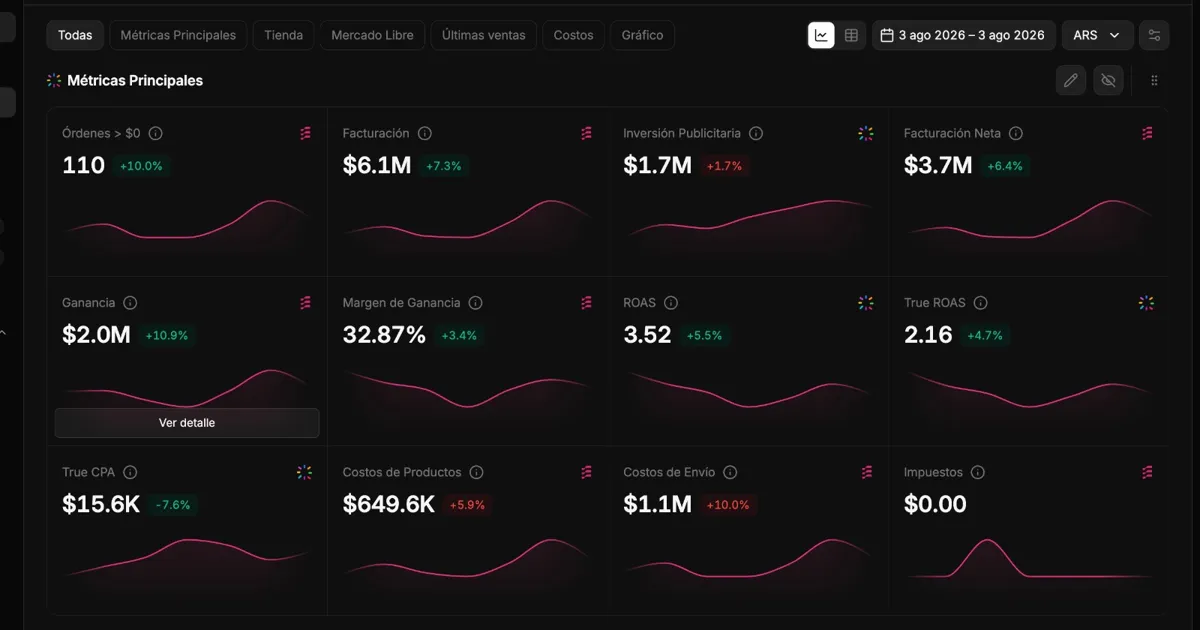 Todas Métricas Principales Tienda Mercado Libre Últimas ventas Costos Gráfico 3 ago 2026 – 3 ago 2026 ARS
Métricas Principales
Órdenes > $0 Facturación Inversión Publicitaria Facturación Neta
110 +10.0% $6.1M +7.3% $1.7M +1.7% $3.7M +6.4%
Ganancia Margen de Ganancia ROAS True ROAS
$2.0M +10.9% 32.87% +3.4% 3.52 +5.5% 2.16 +4.7%
Ver detalle
True CPA Costos de Productos Costos de Envío Impuestos
$15.6K -7.6% $649.6K +5.9% $1.1M +10.0% $0.00